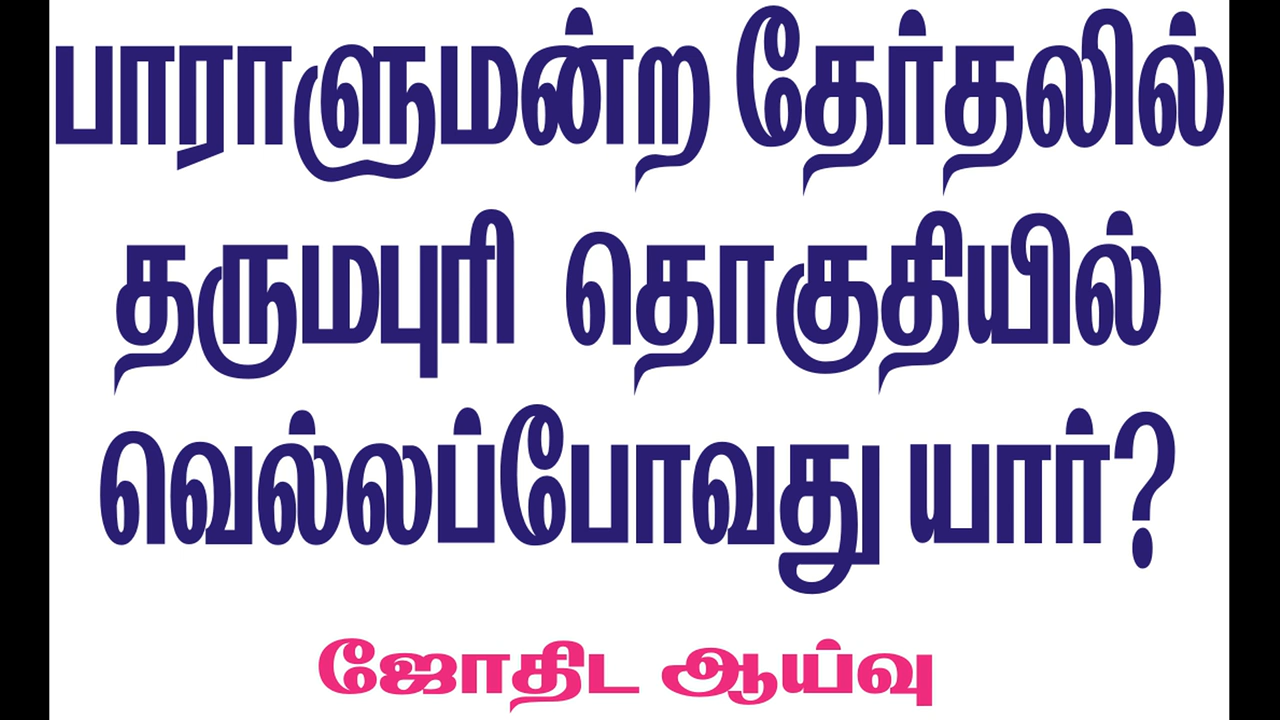 பாராளுமன்ற தேர்தலில்
தருமபுரி தொகுதியில்
வெல்லப்போவது யார்?
ஜோதிட ஆய்வு